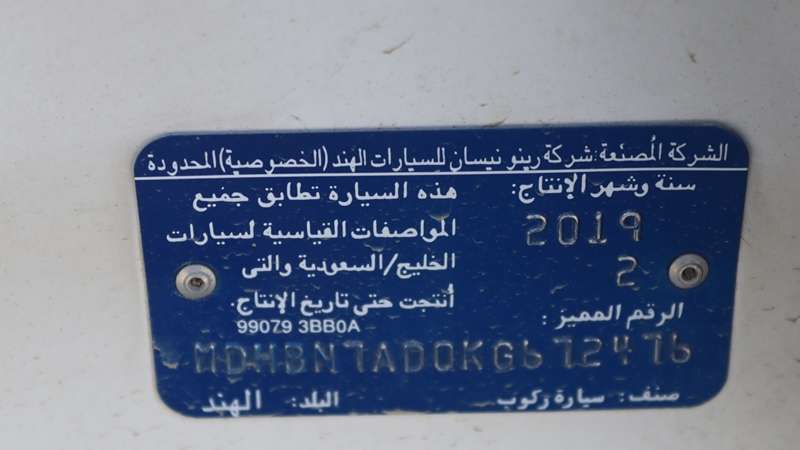 الشركة المُصنّعة: شركة رينو نيسان للسيارات الهند (الخصوصية) المحدودة
سنة وشهر الإنتاج:
2019
2
الرقم المميز:
هذه السيارة تطابق جميع
المواصفات القياسية لسيارات
الخليج/السعودية والتى
أُنتجت حتى تاريخ الإنتاج.
99079 3BB0A
MDHBN7AD0KG672476
صنف: سيارة ركوب
البلد: الهند